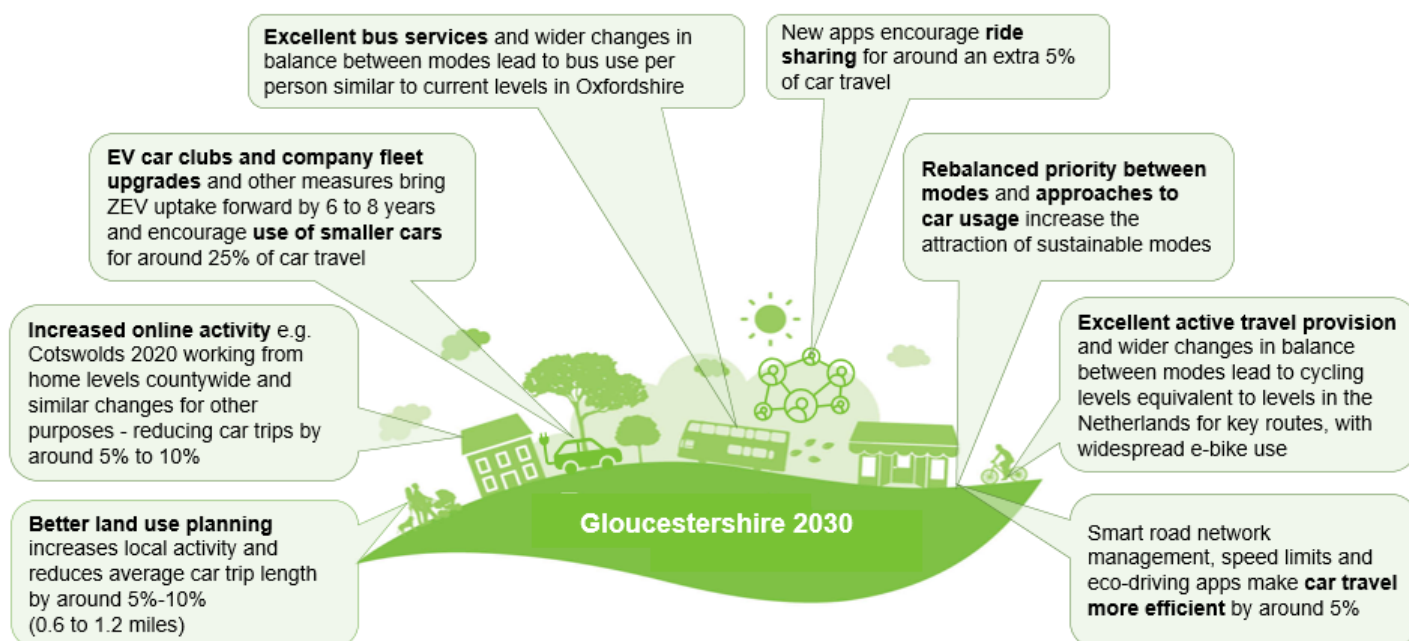 Excellent bus services and wider changes in
balance between modes lead to bus use per
person similar to current levels in Oxfordshire
New apps encourage ride
sharing for around an extra 5%
of car travel
EV car clubs and company fleet
upgrades and other measures bring
ZEV uptake forward by 6 to 8 years
and encourage use of smaller cars
for around 25% of car travel
Rebalanced priority between
modes and approaches to
car usage increase the
attraction of sustainable modes
Increased online activity e.g.
Cotswolds 2020 working from
home levels countywide and
similar changes for other
purposes - reducing car trips by
around 5% to 10%
Excellent active travel provision
and wider changes in balance
between modes lead to cycling
levels equivalent to levels in the
Netherlands for key routes, with
widespread e-bike use
Better land use planning
increases local activity and
reduces average car trip length
by around 5%-10%
(0.6 to 1.2 miles)
Gloucestershire 2030
Smart road network
management, speed limits and
eco-driving apps make car travel
more efficient by around 5%